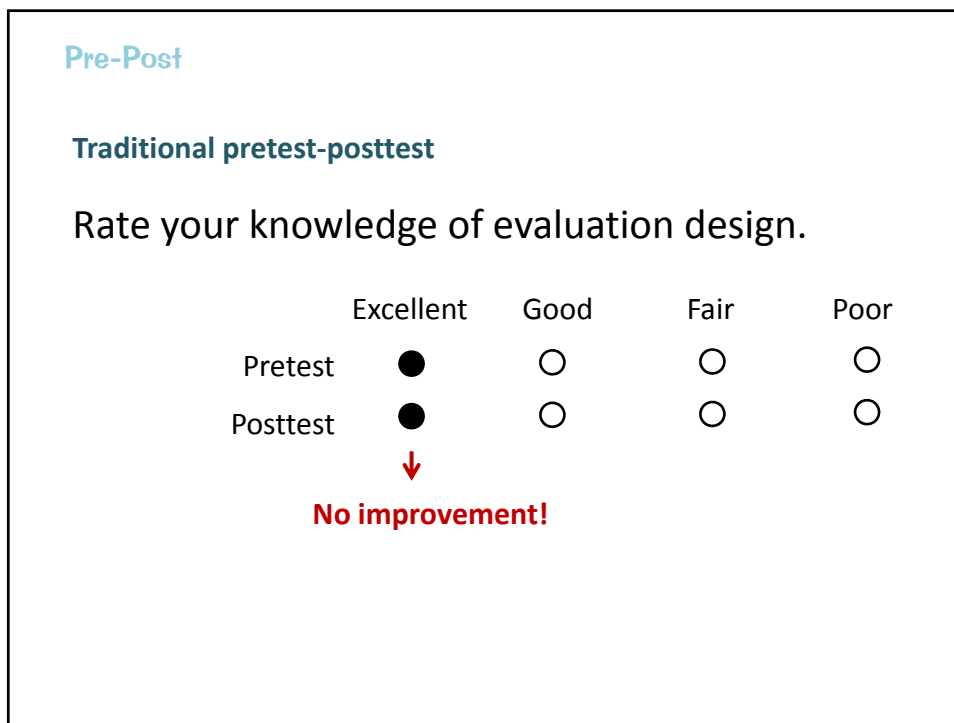 Pre-Post
Traditional pretest-posttest
Rate your knowledge of evaluation design.
Excellent Good Fair Poor
Pretest
Posttest
No improvement!